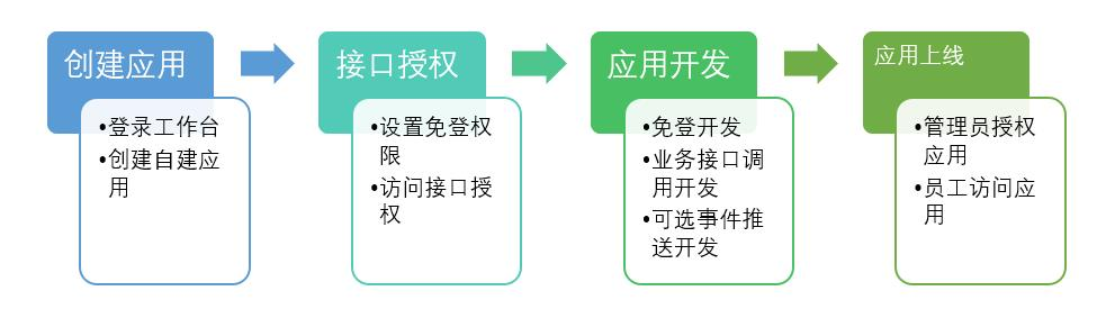 创建应用
•登录工作台
•创建自建应
用
接口授权
•设置免登权
限
•访问接口授
权
应用开发
•免登开发
•业务接口调
用开发
•可选事件推
送开发
应用上线
•管理员授权
应用
•员工访问应
用